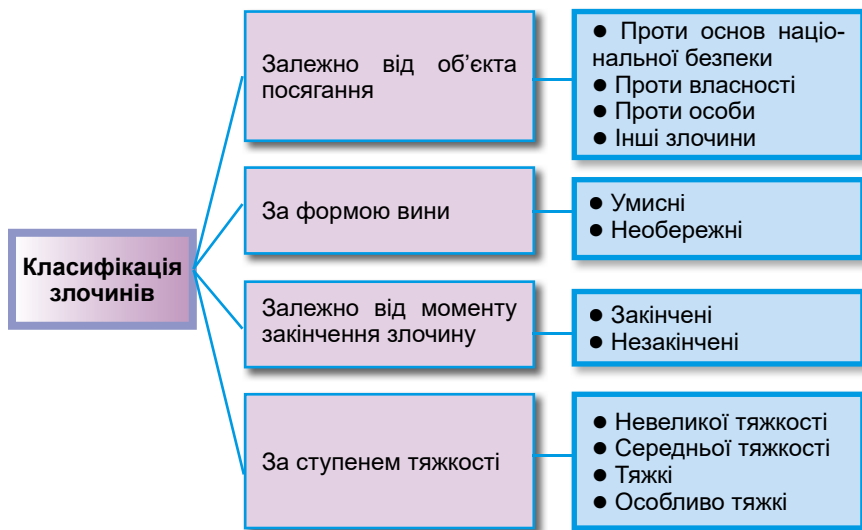 Класифікація
злочинів
Залежно від об’єкта
посягання
● Проти основ націо-
нальної безпеки
● Проти власності
● Проти особи
● Інші злочини
За формою вини
● Умисні
● Необережні
Залежно від моменту
закінчення злочину
● Закінчені
● Незакінчені
За ступенем тяжкості
● Невеликої тяжкості
● Середньої тяжкості
● Тяжкі
● Особливо тяжкі